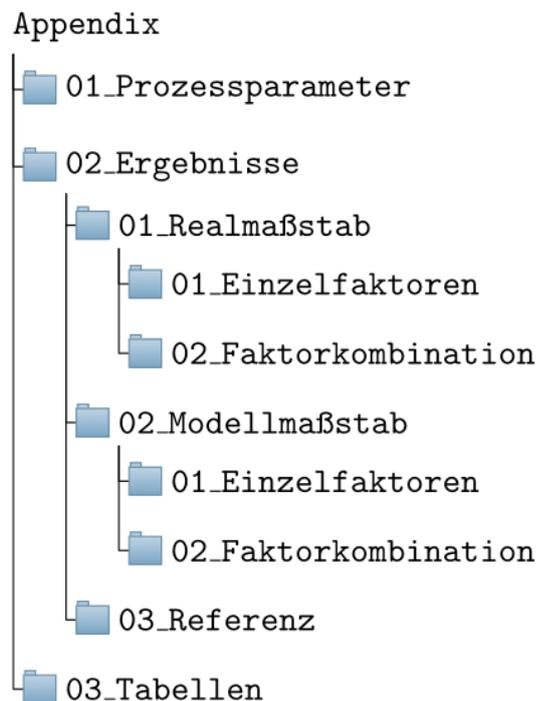 Appendix
01_Prozessparameter
02_Ergebnisse
01_Realmaßstab
01_Einzelfaktoren
02_Faktorkombination
02_Modellmaßstab
01_Einzelfaktoren
02_Faktorkombination
03_Referenz
03_Tabellen